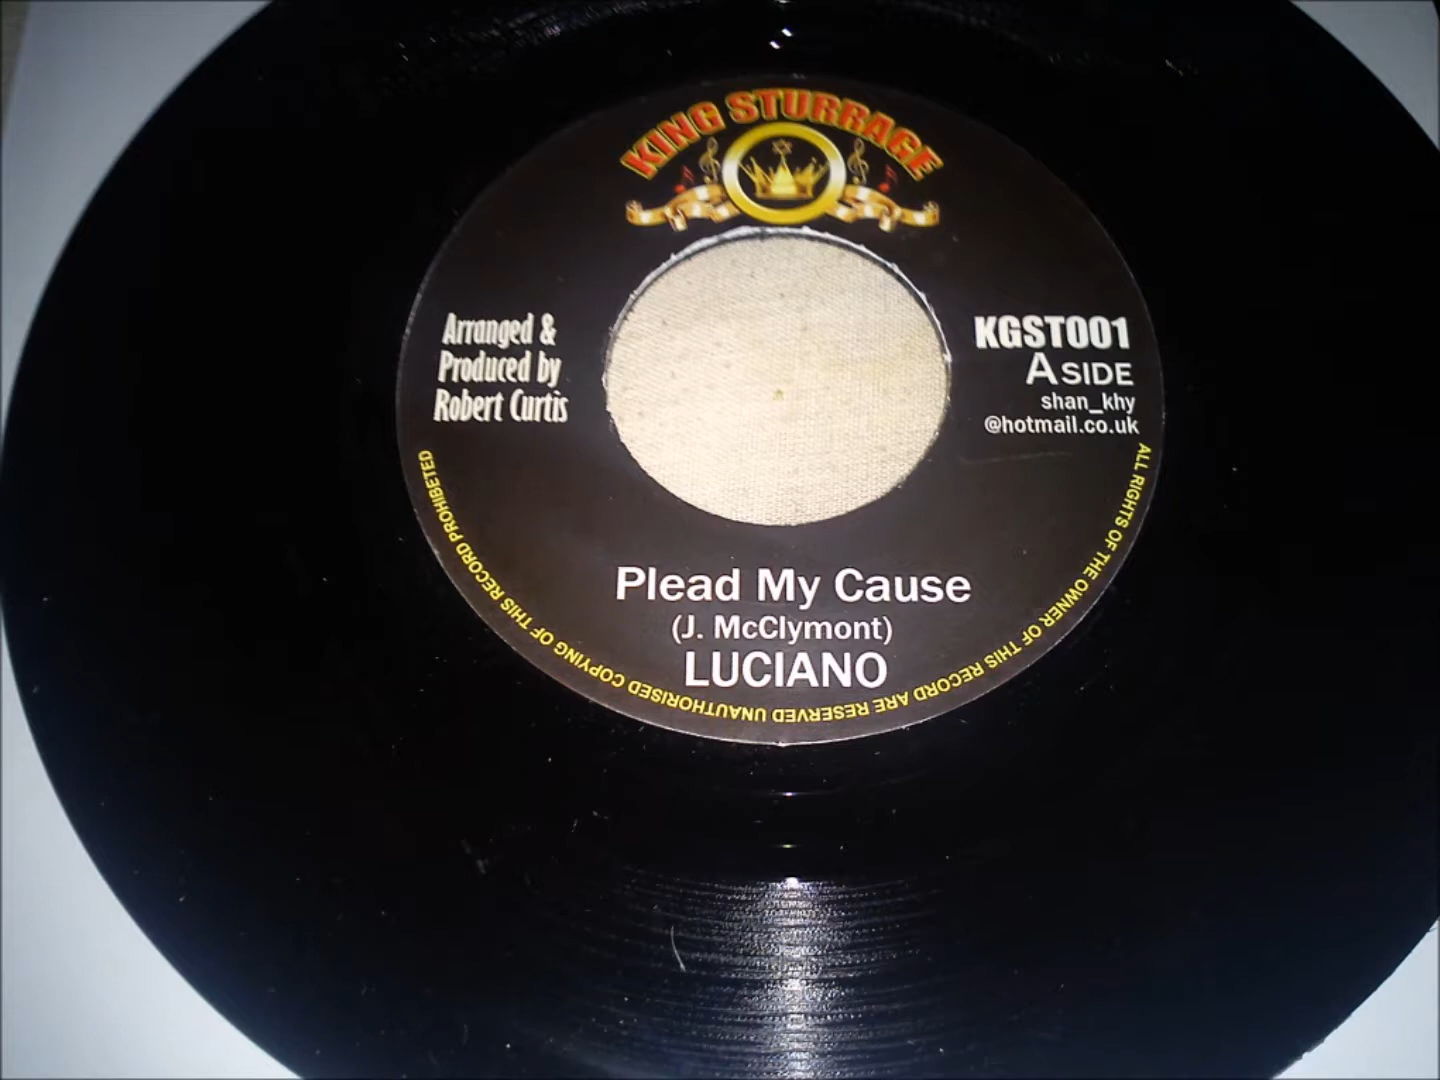 KING STURRAGE
Arranged &
Produced by
Robert Curtis
KGST001
A SIDE
shan_khy
@hotmail.co.uk
Plead My Cause
(J. McClymont)
LUCIANO
ALL RIGHTS OF THE OWNER OF THIS RECORD ARE RESERVED UNAUTHORISED COPYING OF THIS RECORD PROHIBETED